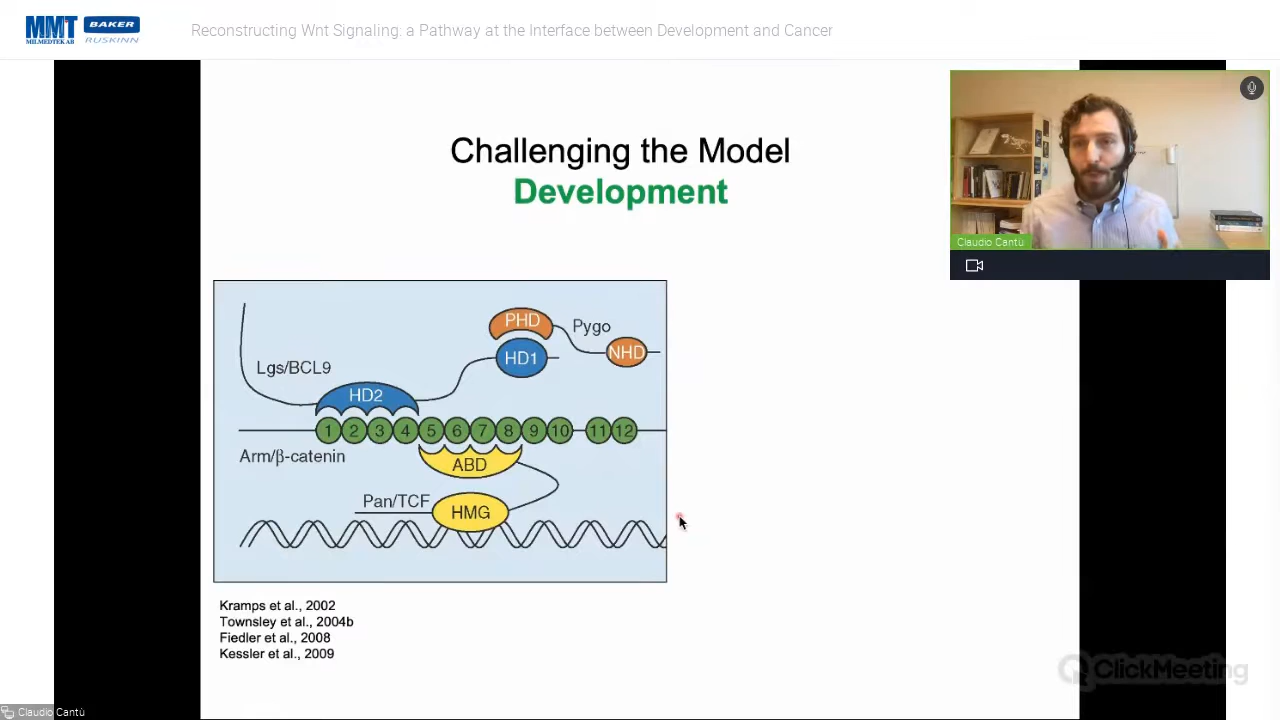 MMT
MILMEDTEK AB
BAKER
RUSKINN
Reconstructing Wnt Signaling: a Pathway at the Interface between Development and Cancer
Challenging the Model
Development
Claudio Cantù
PHD
Pygo
HD1
NHD
Lgs/BCL9
HD2
1 2 3 4 5 6 7 8 9 10 11 12
Arm/β-catenin
ABD
Pan/TCF
HMG
Kramps et al., 2002
Townsley et al., 2004b
Fiedler et al., 2008
Kessler et al., 2009
ClickMeeting
Claudio Cantù